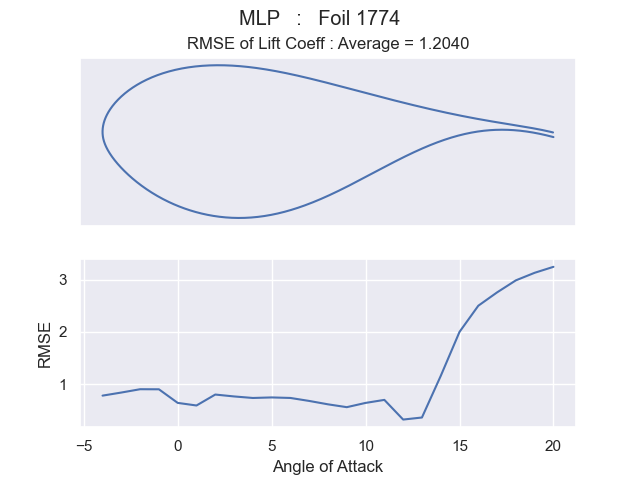 MLP : Foil 1774
RMSE of Lift Coeff : Average = 1.2040
3
2
1
RMSE
−5 0 5 10 15 20
Angle of Attack